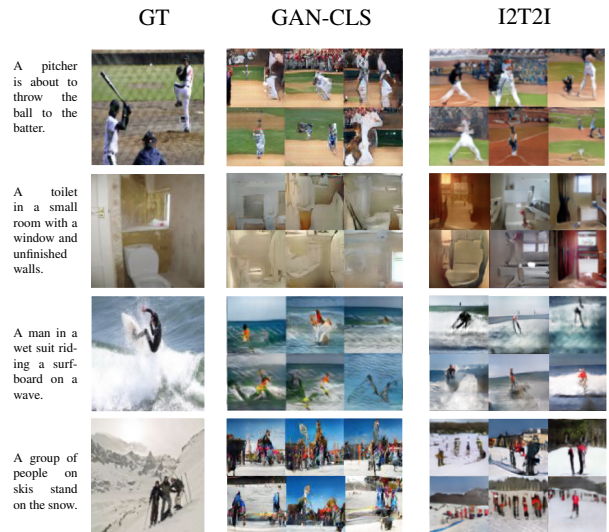 GT GAN-CLS I2T2I
A pitcher
is about to
throw the
ball to the
batter.
A toilet
in a small
room with a
window and
unfinished
walls.
A man in a
wet suit rid-
ing a surf-
board on a
wave.
A group of
people on
skis stand
on the snow.